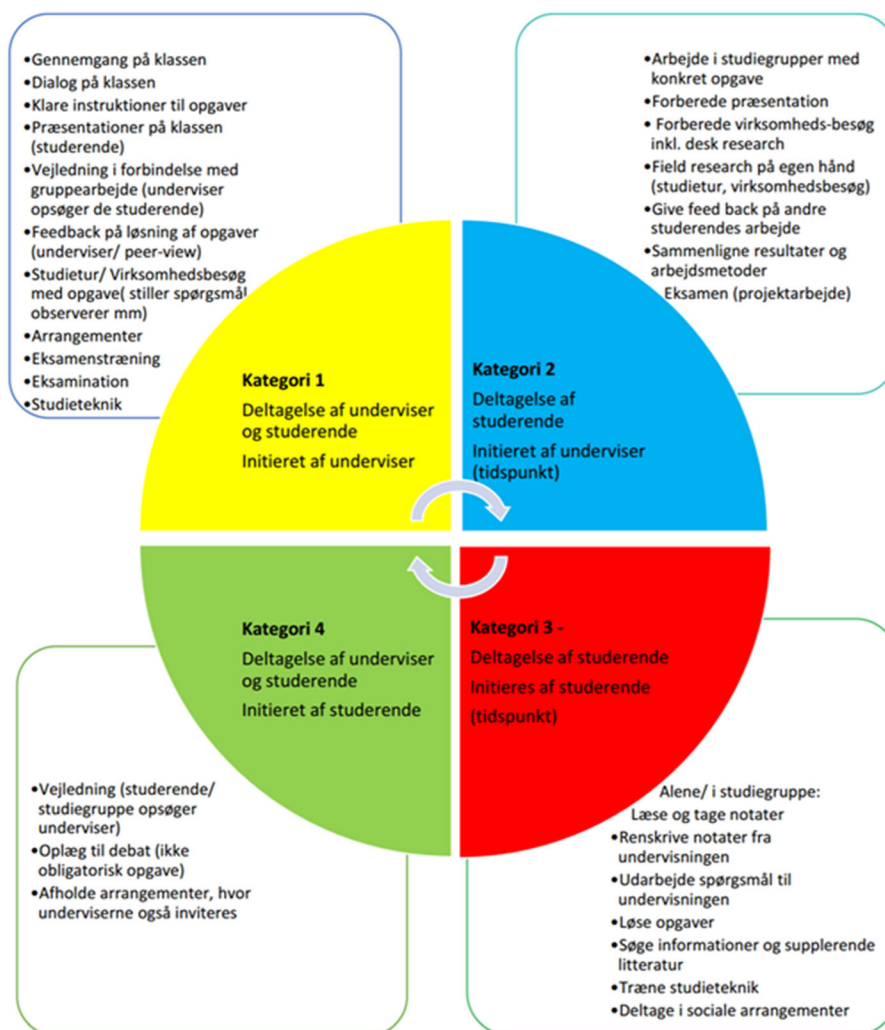 •Gennemgang på klassen
•Dialog på klassen
•Klare instruktioner til opgaver
•Præsentationer på klassen
(studerende)
•Vejledning i forbindelse med
gruppearbejde (underviser
opsøger de studerende)
•Feedback på løsning af opgaver
(underviser/ peer-view)
•Studietur/ Virksomhedsbesøg
med opgave( stiller spørgsmål
observerer mm)
•Arrangementer
•Eksamenstræning
•Eksamination
•Studieteknik
•Arbejde i studiegrupper med
konkret opgave
•Forberede præsentation
• Forberede virksomheds-besøg
inkl. desk research
•Field research på egen hånd
(studietur, virksomhedsbesøg)
•Give feed back på andre
studerendes arbejde
•Sammenligne resultater og
arbejdsmetoder
Eksamen (projektarbejde)
Kategori 1
Deltagelse af underviser
og studerende
Initieret af underviser
Kategori 2
Deltagelse af
studerende
Initieret af underviser
(tidspunkt)
Kategori 4
Deltagelse af underviser
og studerende
Initieret af studerende
Kategori 3 -
Deltagelse af studerende
Initieres af studerende
(tidspunkt)
•Vejledning (studerende/
studiegruppe opsøger
underviser)
•Oplæg til debat (ikke
obligatorisk opgave)
•Afholde arrangementer, hvor
underviserne også inviteres
Alene/ i studiegruppe:
Læse og tage notater
•Renskrive notater fra
undervisningen
•Udarbejde spørgsmål til
undervisningen
•Løse opgaver
•Søge informationer og supplerende
litteratur
•Træne studieteknik
•Deltage i sociale arrangementer